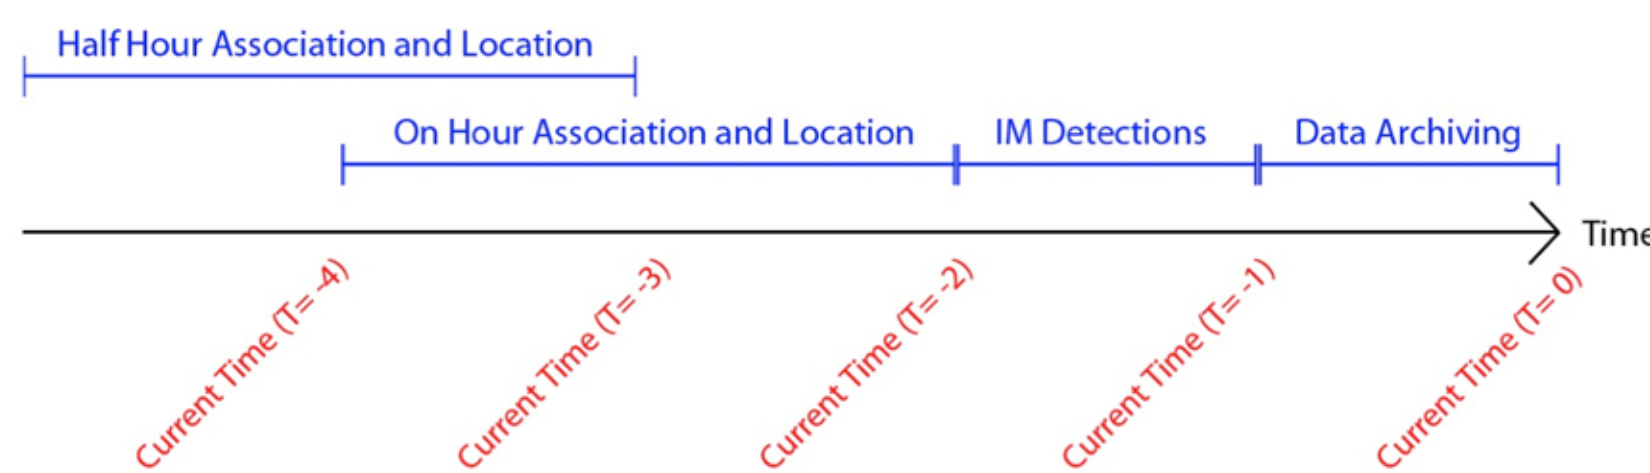 Half Hour Association and Location
On Hour Association and Location
IM Detections
Data Archiving
Time
Current Time (T= -4)
Current Time (T= -3)
Current Time (T= -2)
Current Time (T= -1)
Current Time (T= 0)